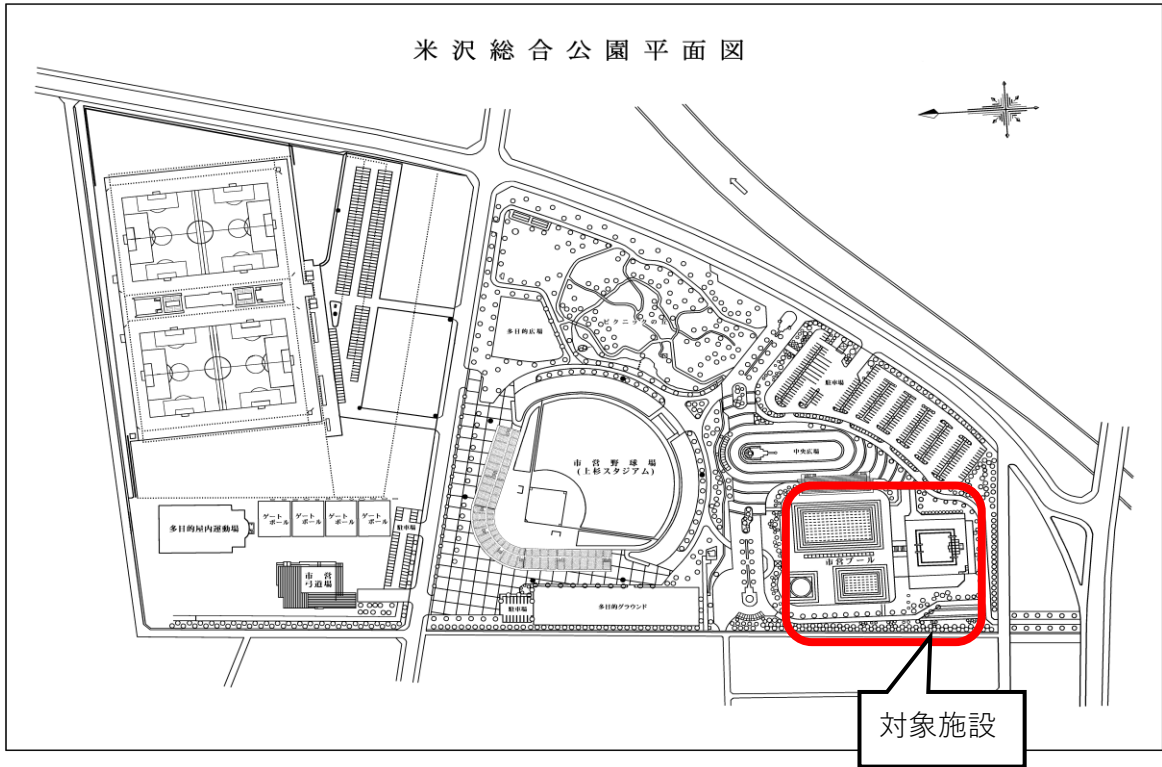 米沢総合公園平面図
多目的広場
ピクニックの丘
駐車場
市営野球場
(上杉スタジアム)
中央広場
多目的屋内運動場
ゲート
ボール
ゲート
ボール
ゲート
ボール
ゲート
ボール
駐車場
市営
弓道場
駐車場
多目的グラウンド
市営プール
対象施設